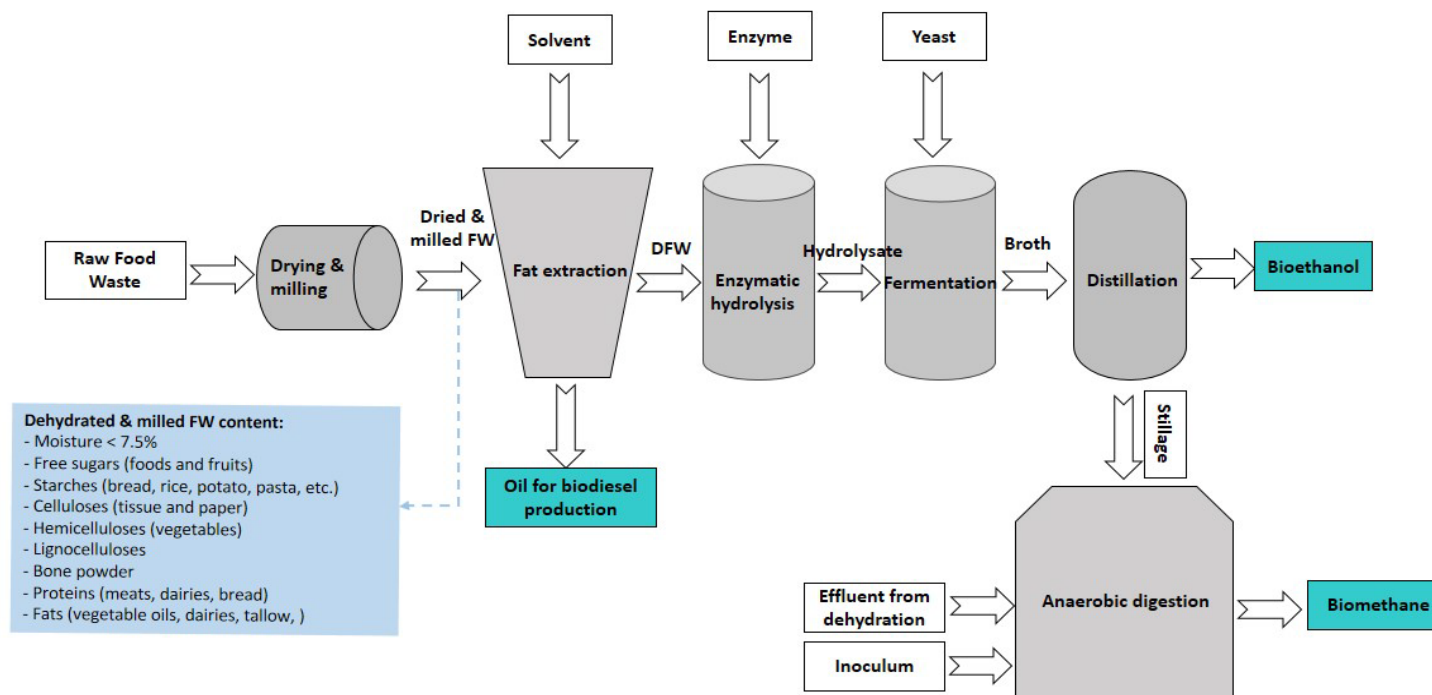 Solvent
Enzyme
Yeast
Raw Food
Waste
Drying &
milling
Dried &
milled FW
Fat extraction
DFW
Enzymatic
hydrolysis
Hydrolysate
Fermentation
Broth
Distillation
Bioethanol
Stillage
Oil for biodiesel
production
Dehydrated & milled FW content:
- Moisture < 7.5%
- Free sugars (foods and fruits)
- Starches (bread, rice, potato, pasta, etc.)
- Celluloses (tissue and paper)
- Hemicelluloses (vegetables)
- Lignocelluloses
- Bone powder
- Proteins (meats, dairies, bread)
- Fats (vegetable oils, dairies, tallow, )
Effluent from
dehydration
Inoculum
Anaerobic digestion
Biomethane